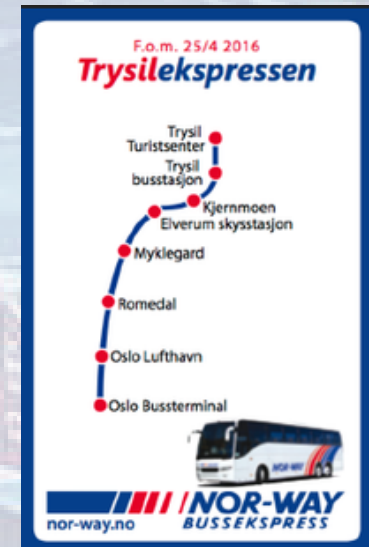 F.o.m. 25/4 2016
Trysilekspressen
Trysil
Turistsenter
Trysil
busstasjon
Kjernmoen
Elverum skysstasjon
Myklegard
Romedal
Oslo Lufthavn
Oslo Bussterminal
NOR-WAY
nor-way.no
NOR-WAY
BUSSEKSPRESS